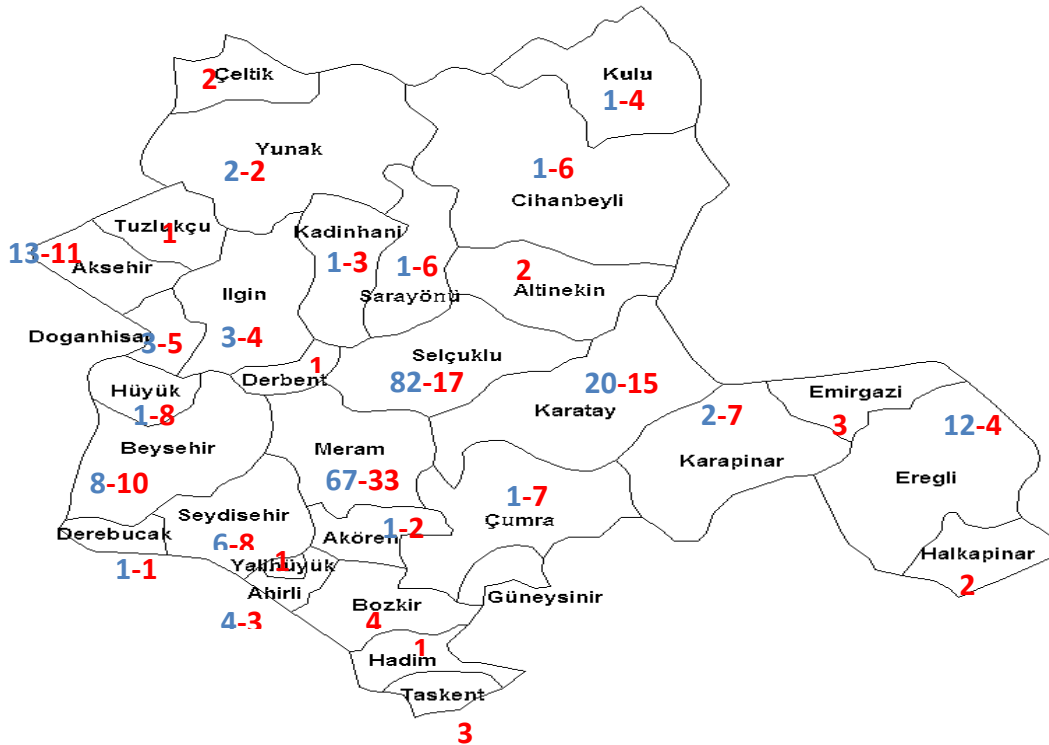 Çeltik
2
Kulu
1-4
Yunak
2-2
1-6
Cihanbeyli
Tuzlukçu
1
13-11
Aksehir
Kadinhani
1-3
1-6
Sarayönü
2
Altinekin
Ilgin
3-4
Doganhisar
3-5
Selçuklu
82-17
1
Derbent
20-15
Karatay
Hüyük
1-8
Emirgazi
3
2-7
Karapinar
12-4
Eregli
Beysehir
8-10
Meram
67-33
1-7
Çumra
Seydisehir
6-8
1-2
Akören
Derebucak
1-1
1
Yalihüyük
Ahirli
4-3
Halkapinar
2
Güneysinir
Bozkir
4
1
Hadim
Taskent
3